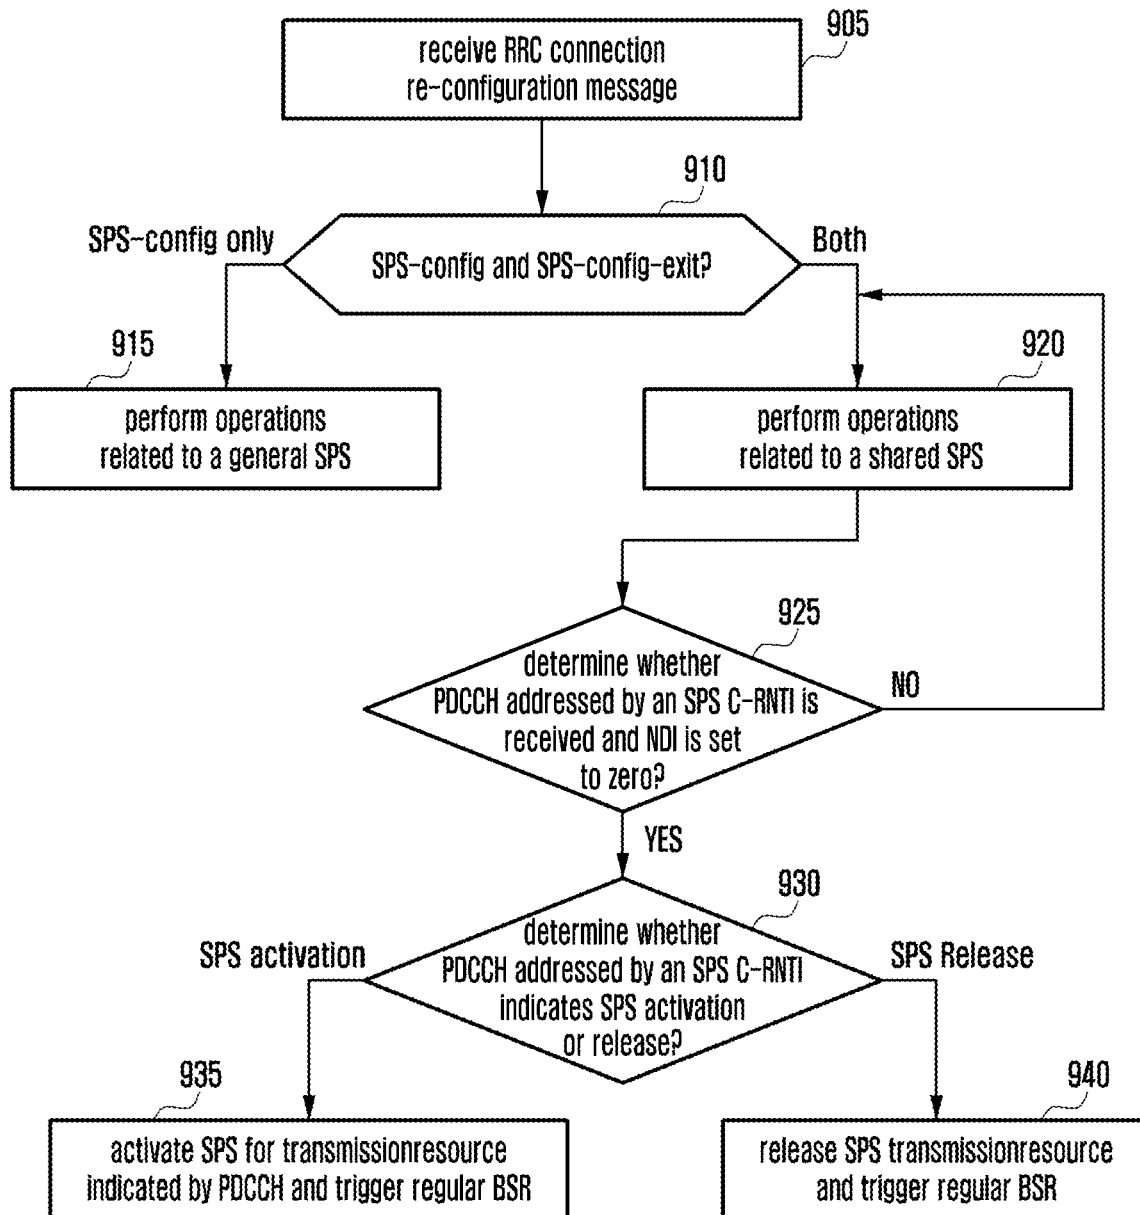 905
receive RRC connection
re-configuration message
910
SPS-config only
SPS-config and SPS-config-exit?
Both
915
perform operations
related to a general SPS
920
perform operations
related to a shared SPS
925
determine whether
PDCCH addressed by an SPS C-RNTI is
received and NDI is set
to zero?
NO
YES
930
determine whether
PDCCH addressed by an SPS C-RNTI
indicates SPS activation
or release?
SPS activation
SPS Release
935
activate SPS for transmissionresource
indicated by PDCCH and trigger regular BSR
940
release SPS transmissionresource
and trigger regular BSR